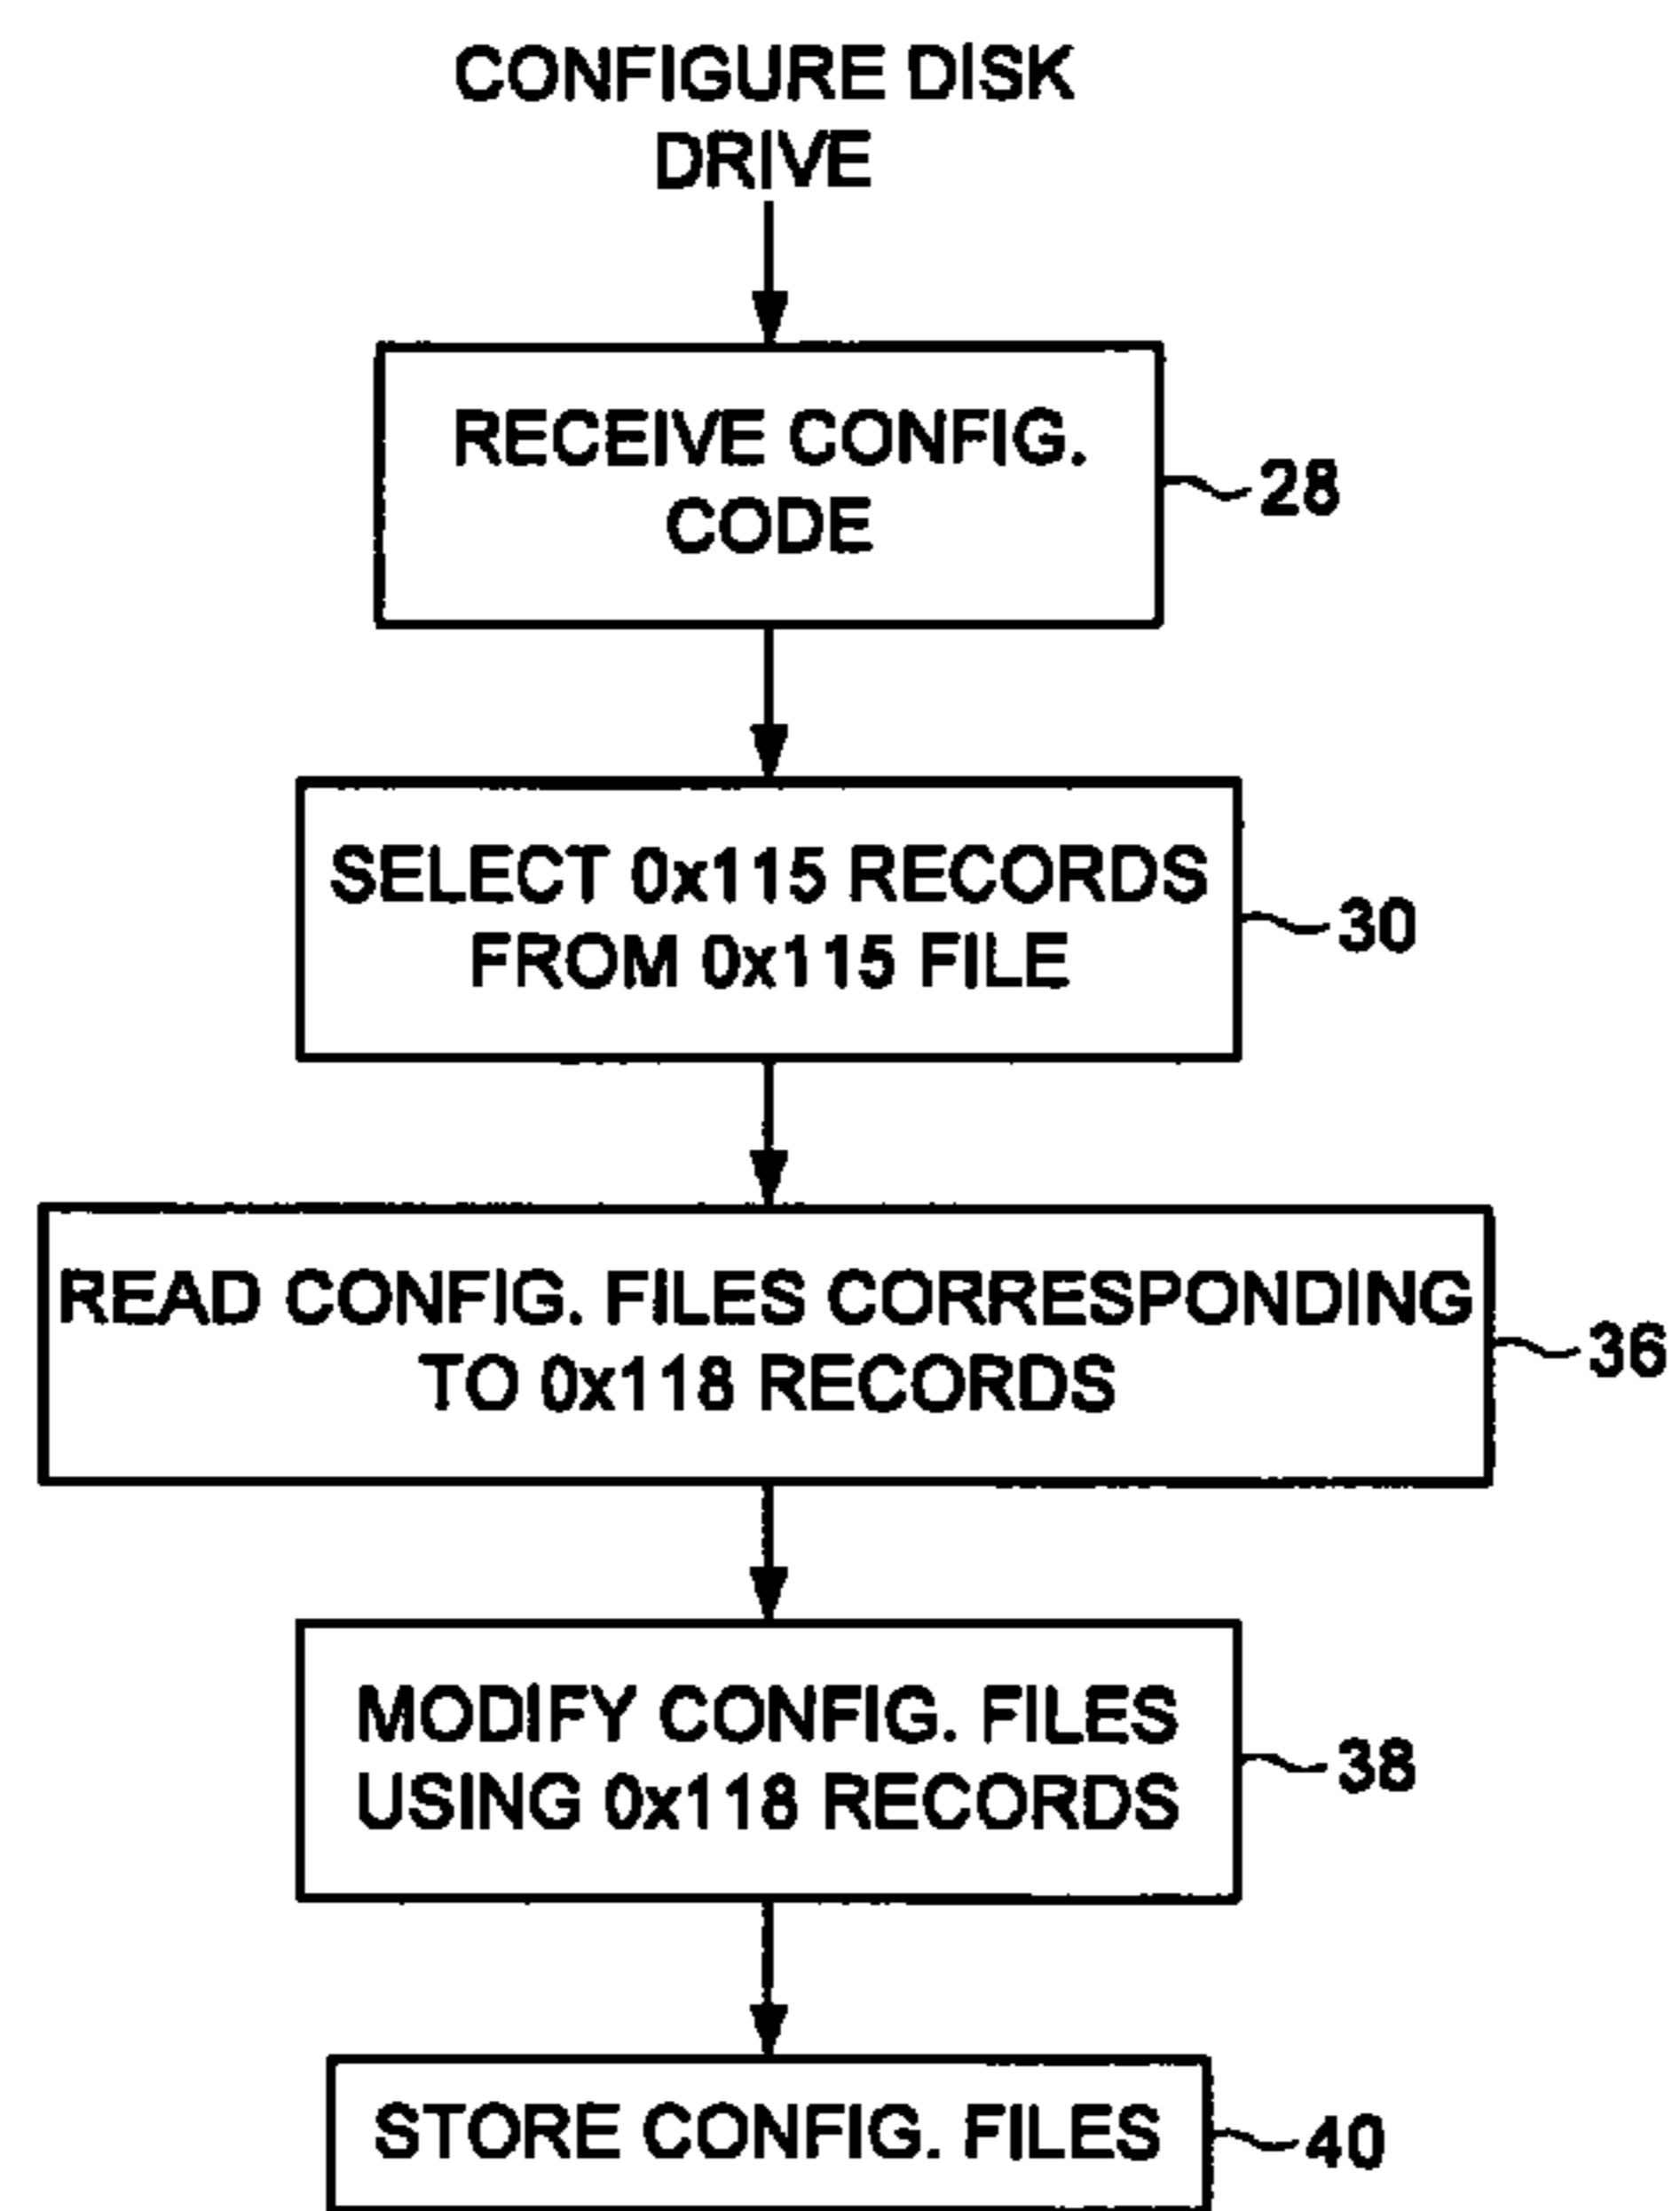 CONFIGURE DISK
DRIVE
RECEIVE CONFIG.
CODE
28
SELECT 0x115 RECORDS
FROM 0x115 FILE
30
READ CONFIG. FILES CORRESPONDING
TO 0x118 RECORDS
36
MODIFY CONFIG. FILES
USING 0x118 RECORDS
38
STORE CONFIG. FILES
40